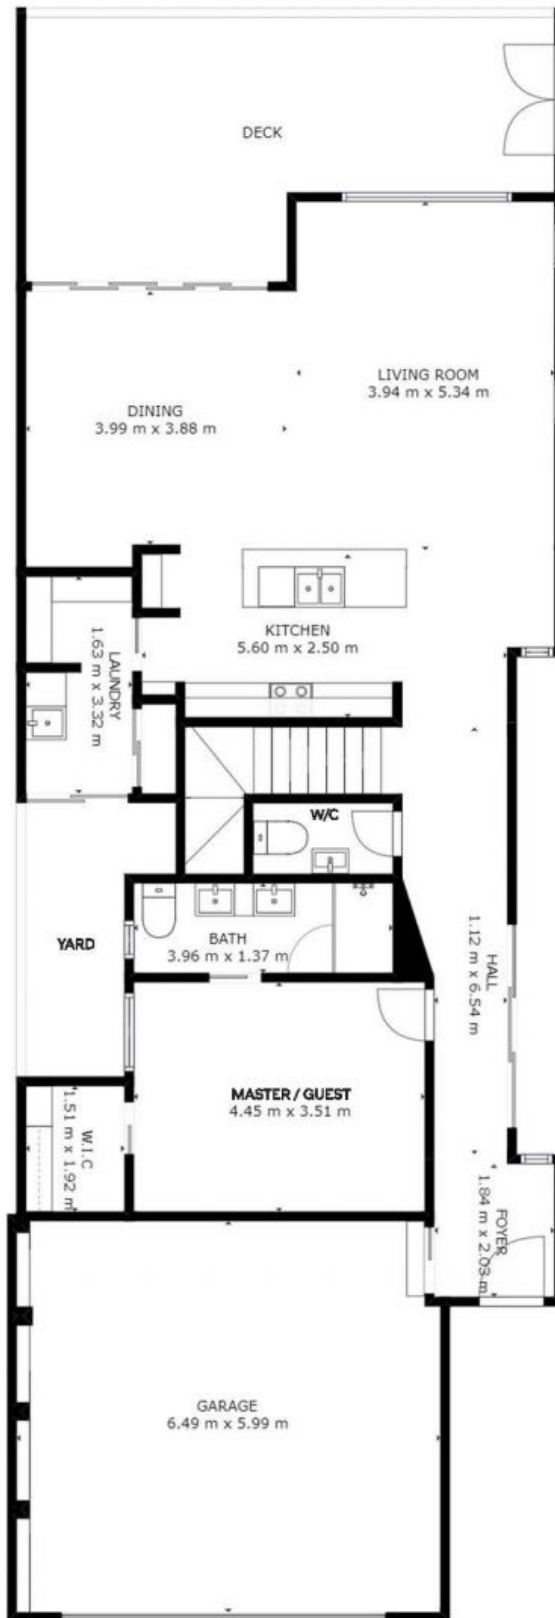 DECK
LIVING ROOM
3.94 m x 5.34 m
DINING
3.99 m x 3.88 m
KITCHEN
5.60 m x 2.50 m
LAUNDRY
1.63 m x 3.32 m
W/C
BATH
3.96 m x 1.37 m
YARD
HALL
1.12 m x 6.54 m
MASTER / GUEST
4.45 m x 3.51 m
W.I.C
1.51 m x 1.92 m
FOYER
1.84 m x 2.03 m
GARAGE
6.49 m x 5.99 m